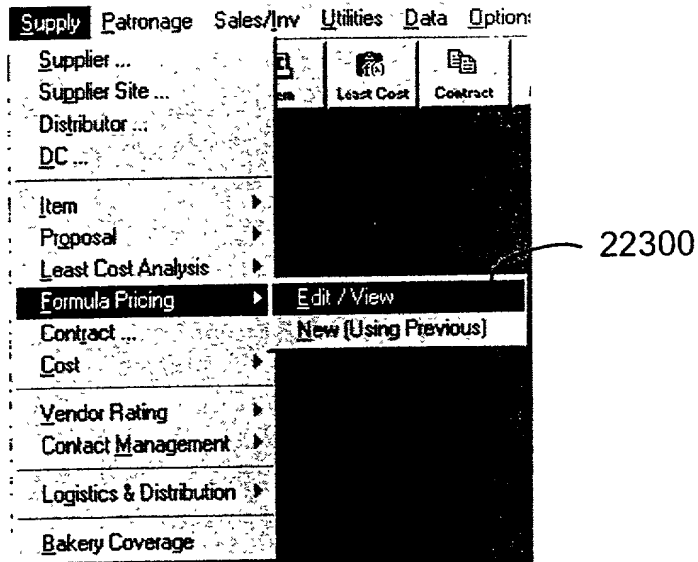 Supply Patronage Sales/Inv Utilities Data Option
Supplier ...
Supplier Site ...
Distributor ...
DC ...
Least Cost Contract
Item
Proposal
Least Cost Analysis
Formula Pricing
Edit / View
New (Using Previous)
22300
Contract ...
Cost
Vendor Rating
Contact Management
Logistics & Distribution
Bakery Coverage